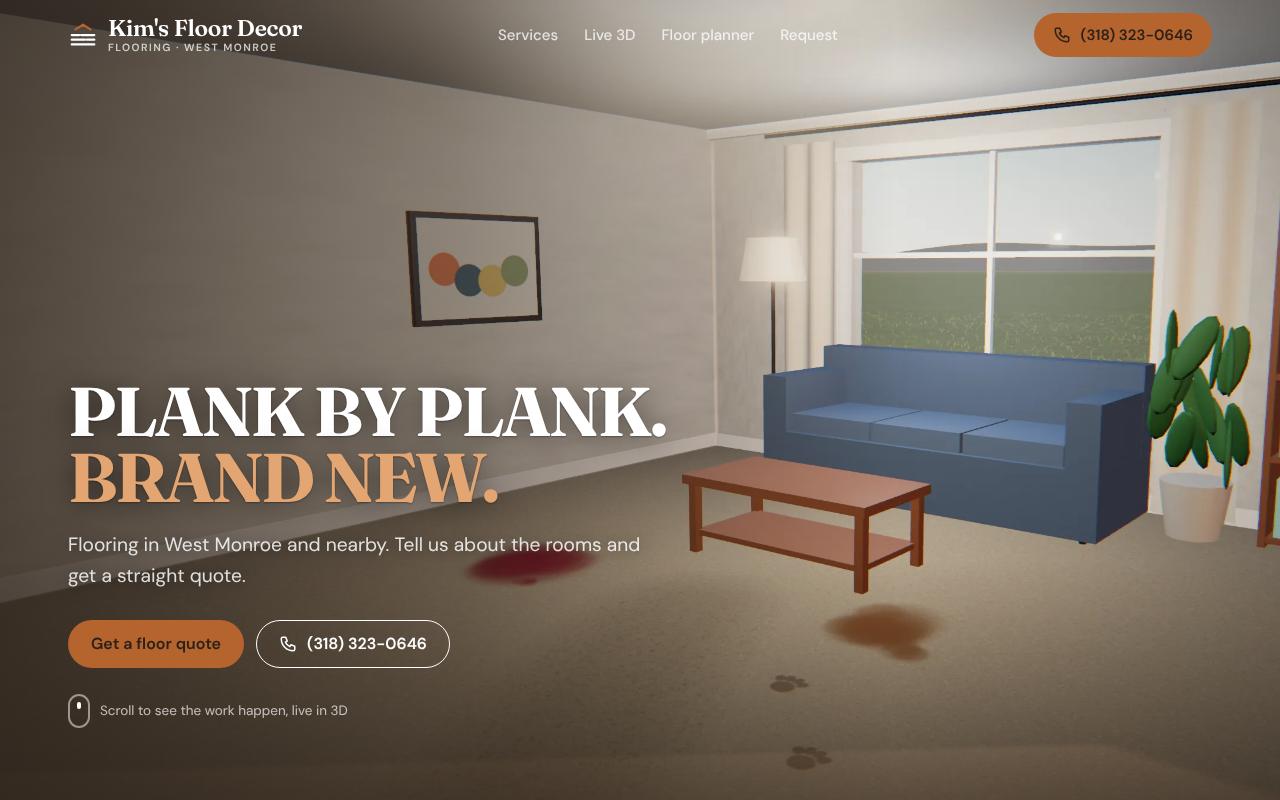 Kim's Floor Decor
FLOORING · WEST MONROE
Services
Live 3D
Floor planner
Request
(318) 323-0646
PLANK BY PLANK.
BRAND NEW.
Flooring in West Monroe and nearby. Tell us about the rooms and
get a straight quote.
Get a floor quote
(318) 323-0646
Scroll to see the work happen, live in 3D